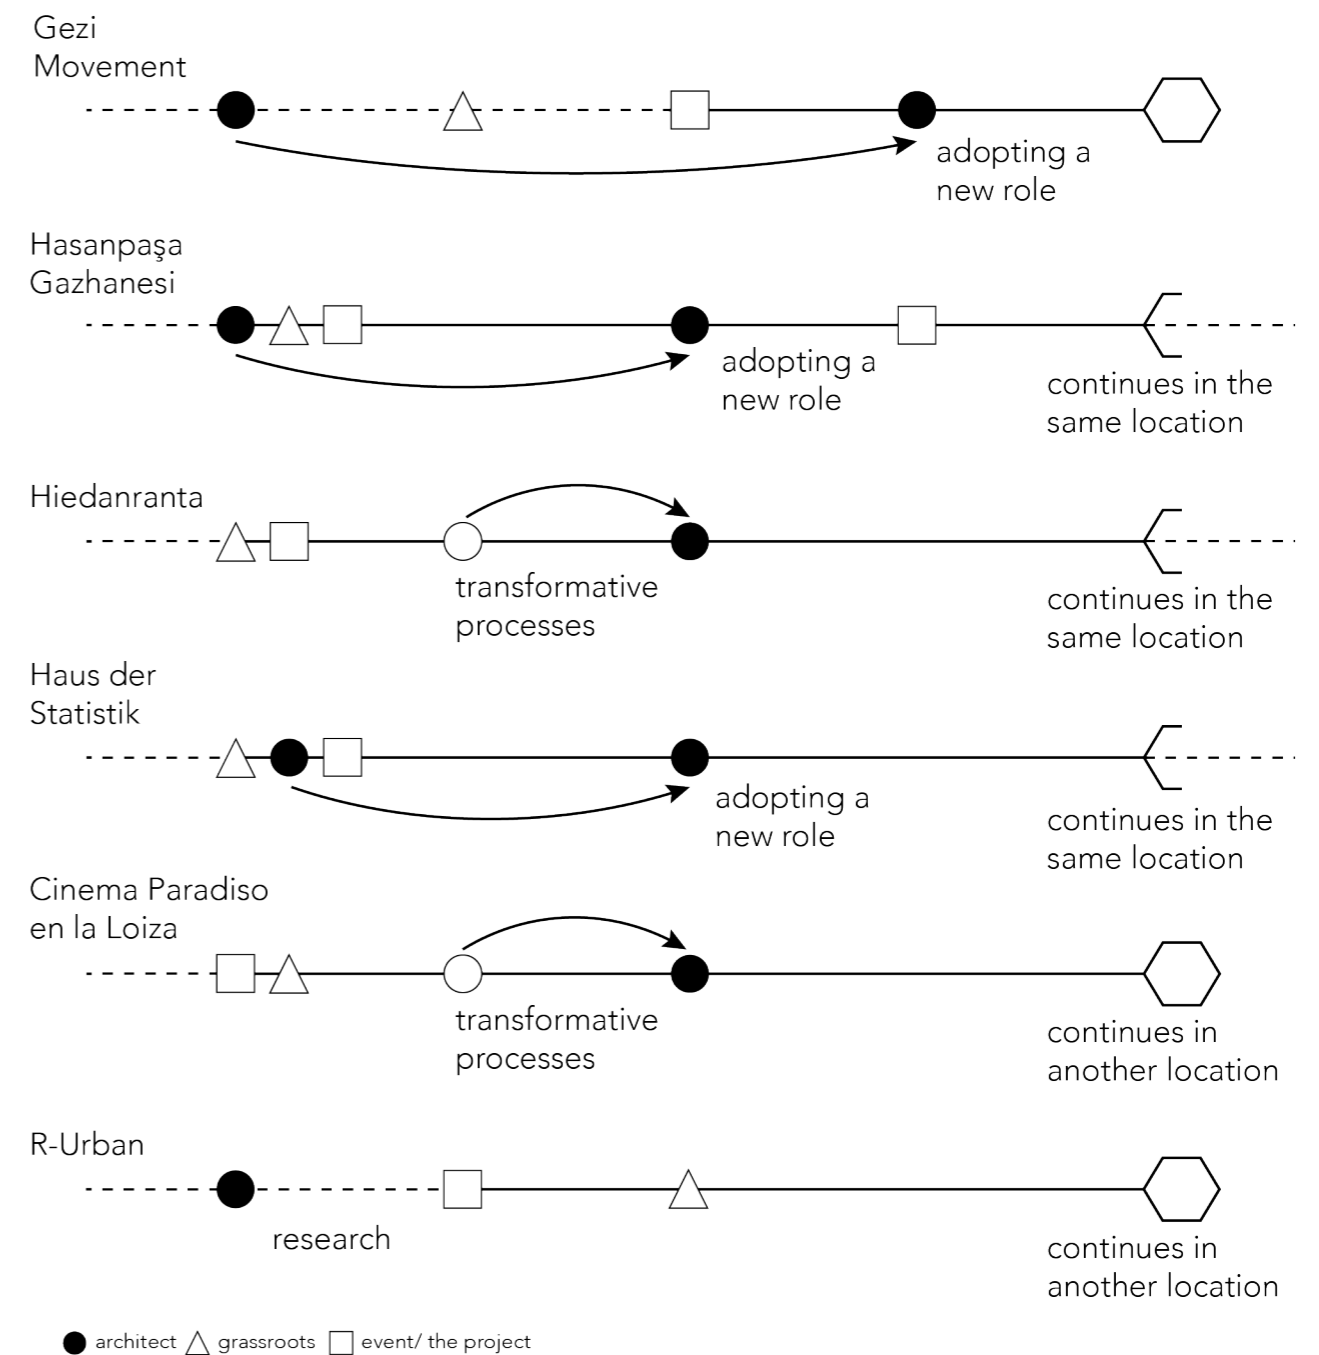 Gezi
Movement
adopting a
new role
Hasanpaşa
Gazhanesi
adopting a
new role
continues in the
same location
Hiedanranta
transformative
processes
continues in the
same location
Haus der
Statistik
adopting a
new role
continues in the
same location
Cinema Paradiso
en la Loiza
transformative
processes
continues in
another location
R-Urban
research
continues in
another location
architect grassroots event/ the project